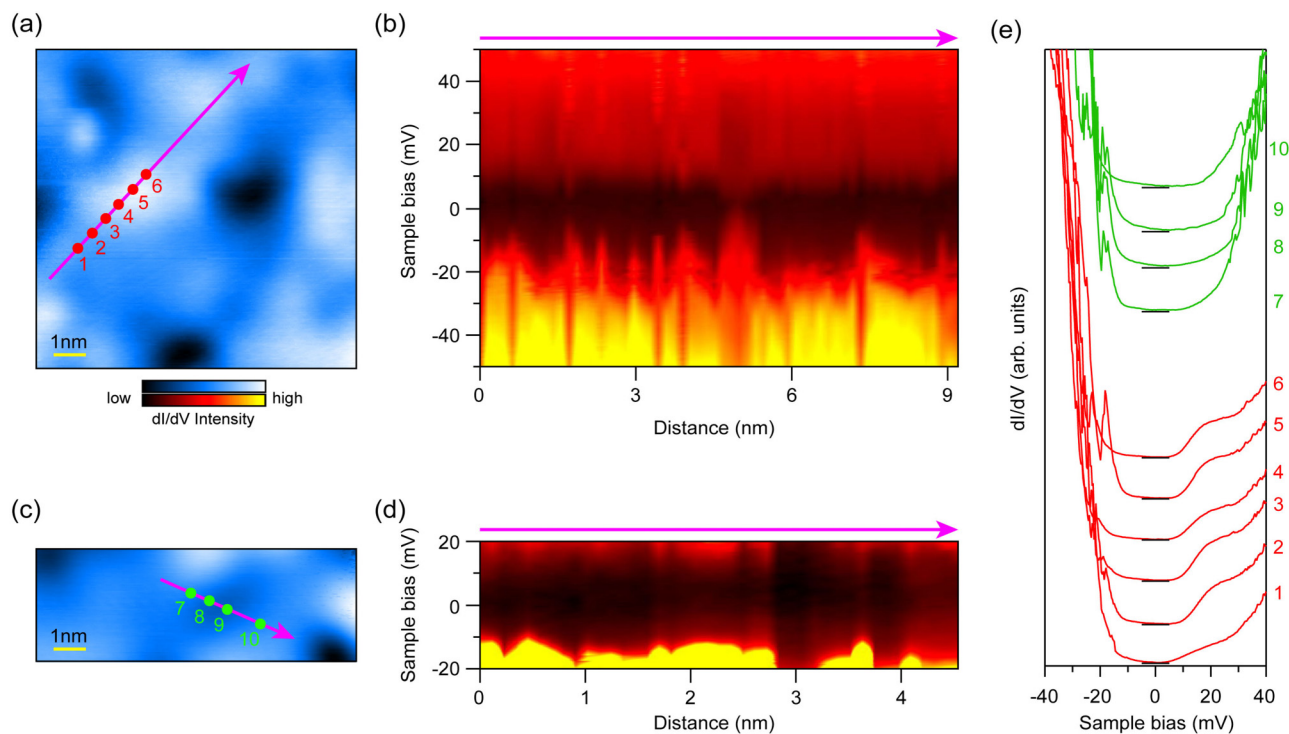 (a)
1
2
3
4
5
6
1nm
low
high
dI/dV Intensity
(b)
Sample bias (mV)
40
20
0
-20
-40
0
3
6
9
Distance (nm)
(c)
7
8
9
10
1nm
(d)
Sample bias (mV)
20
0
-20
0
1
2
3
4
Distance (nm)
(e)
dI/dV (arb. units)
10
9
8
7
6
5
4
3
2
1
-40
-20
0
20
40
Sample bias (mV)